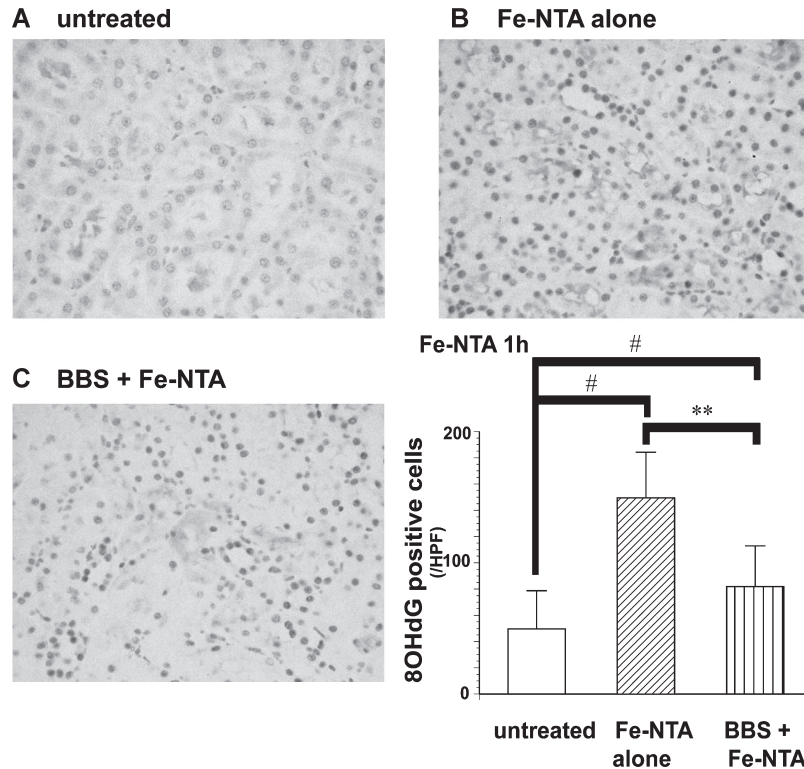 A untreated
B Fe-NTA alone
C BBS + Fe-NTA
Fe-NTA 1h
#
#
**
8OHdG positive cells
(/HPF)
200
100
0
untreated
Fe-NTA
alone
BBS +
Fe-NTA